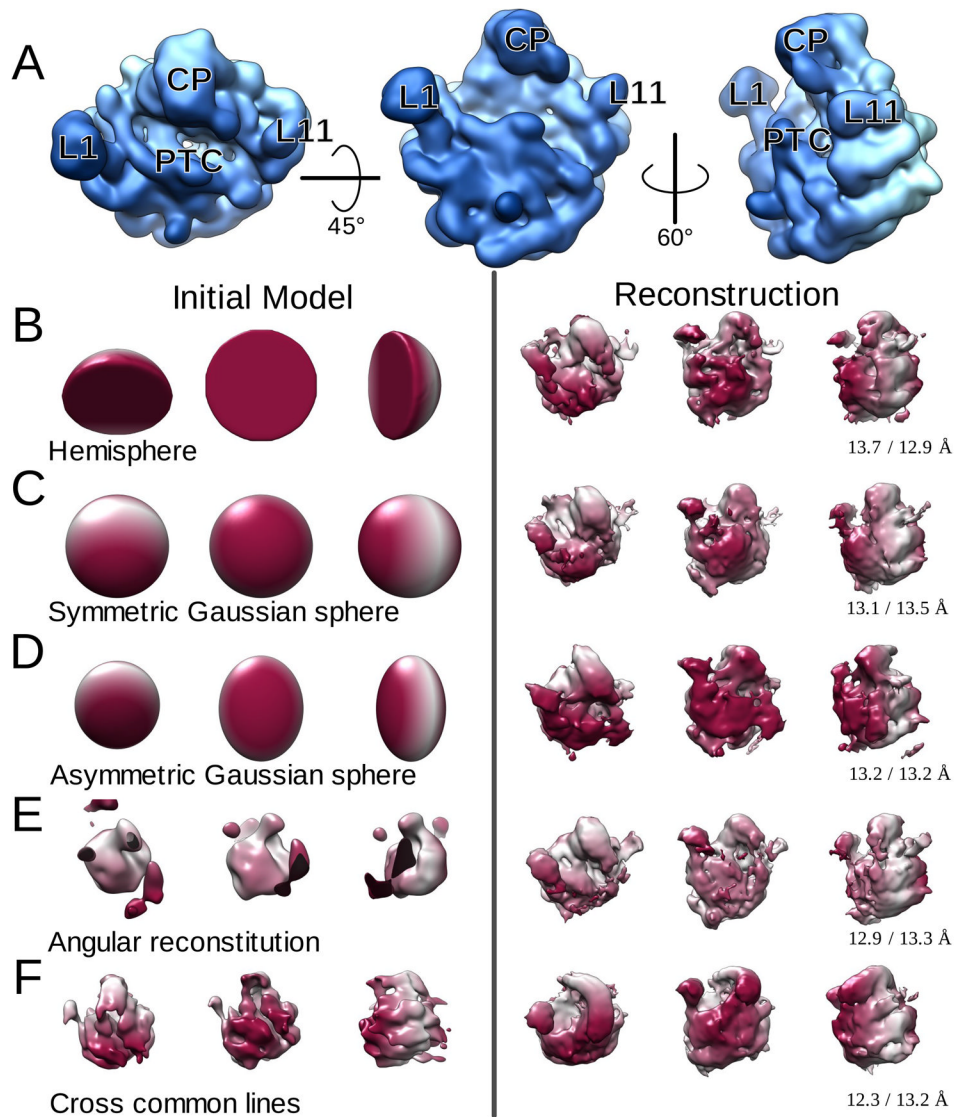 A
CP
L1
PTC
L11
45°
CP
L1
L11
60°
CP
L1
PTC
L11
Initial Model
Reconstruction
B
Hemisphere
13.7 / 12.9 Å
C
Symmetric Gaussian sphere
13.1 / 13.5 Å
D
Asymmetric Gaussian sphere
13.2 / 13.2 Å
E
Angular reconstitution
12.9 / 13.3 Å
F
Cross common lines
12.3 / 13.2 Å